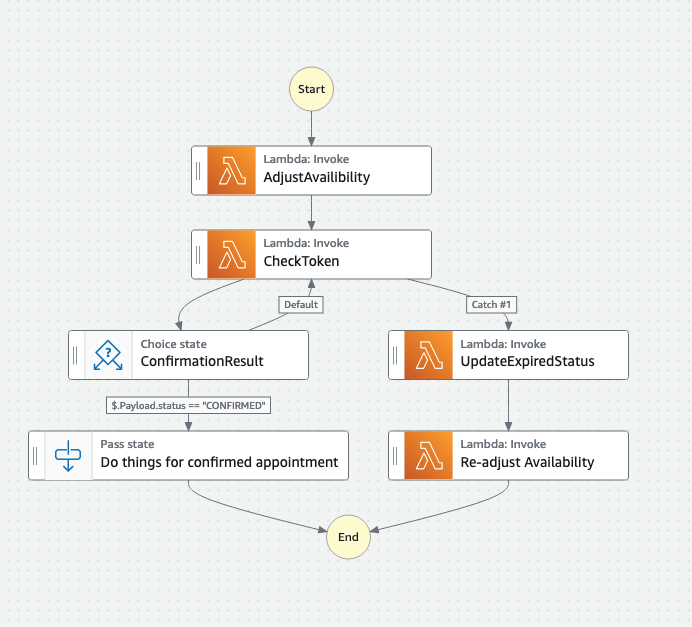 Start
Lambda: Invoke
AdjustAvailibility
Lambda: Invoke
CheckToken
Default
Catch #1
Choice state
ConfirmationResult
Lambda: Invoke
UpdateExpiredStatus
$.Payload.status == "CONFIRMED"
Pass state
Do things for confirmed appointment
Lambda: Invoke
Re-adjust Availability
End